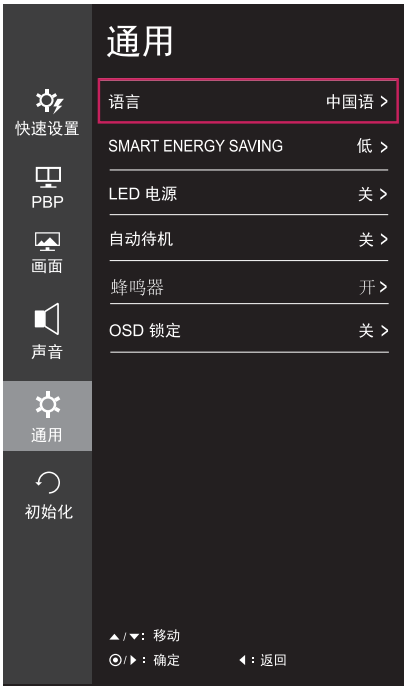 通用
快速设置
PBP
画面
声音
通用
初始化
语言 中国语 >
SMART ENERGY SAVING 低 >
LED 电源 关 >
自动待机 关 >
蜂鸣器 开 >
OSD 锁定 关 >
▲/▼: 移动
⦿/▶: 确定 ◀: 返回